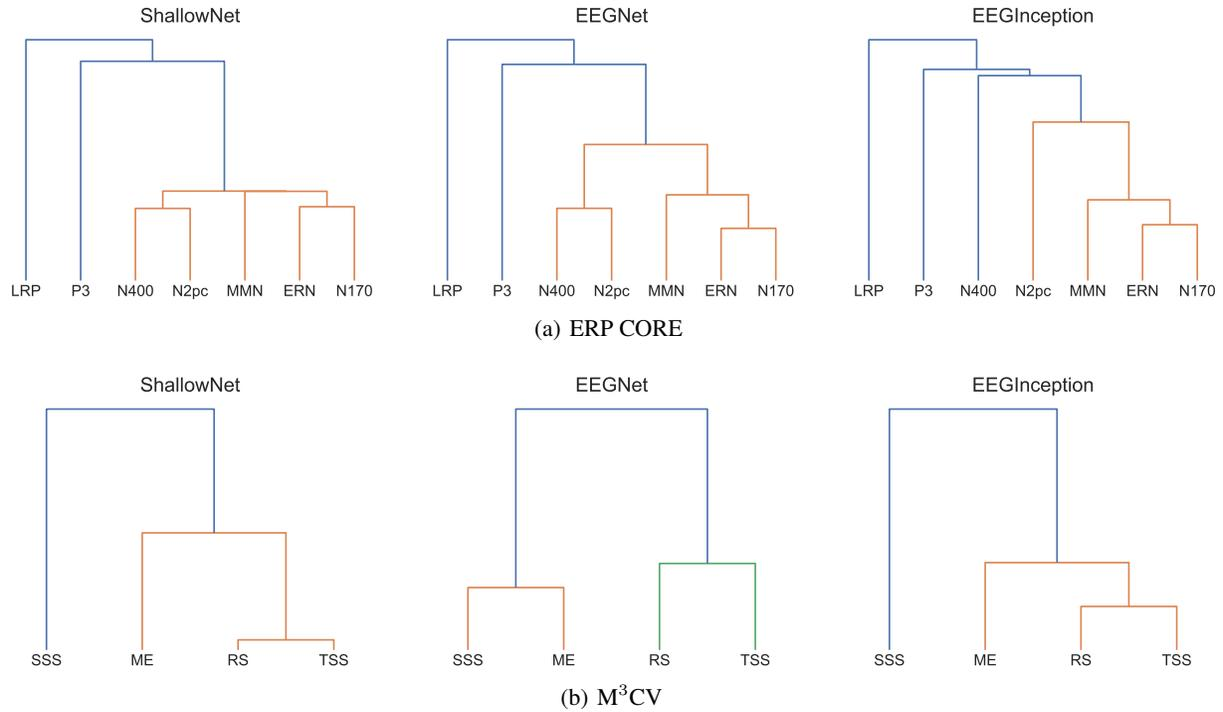 ShallowNet EEGNet EEGInception
LRP P3 N400 N2pc MMN ERN N170 LRP P3 N400 N2pc MMN ERN N170 LRP P3 N400 N2pc MMN ERN N170
(a) ERP CORE
ShallowNet EEGNet EEGInception
SSS ME RS TSS SSS ME RS TSS SSS ME RS TSS
(b) M³CV